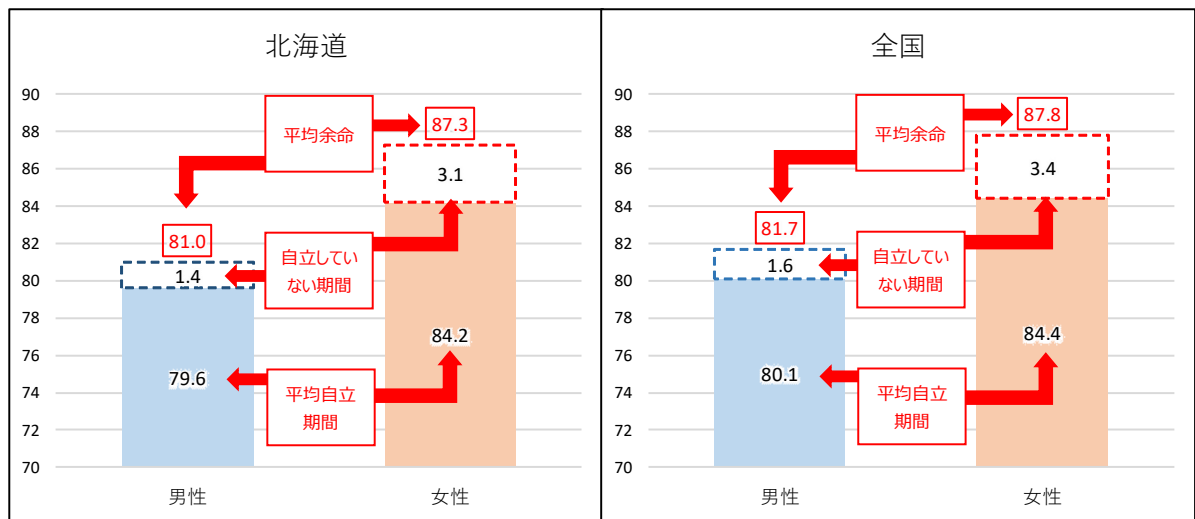 北海道
90
88
86
84
82
80
78
76
74
72
70
平均余命
87.3
3.1
81.0
1.4
自立してい
ない期間
84.2
79.6
平均自立
期間
男性
女性
全国
90
88
86
84
82
80
78
76
74
72
70
平均余命
87.8
3.4
81.7
1.6
自立してい
ない期間
84.4
80.1
平均自立
期間
男性
女性